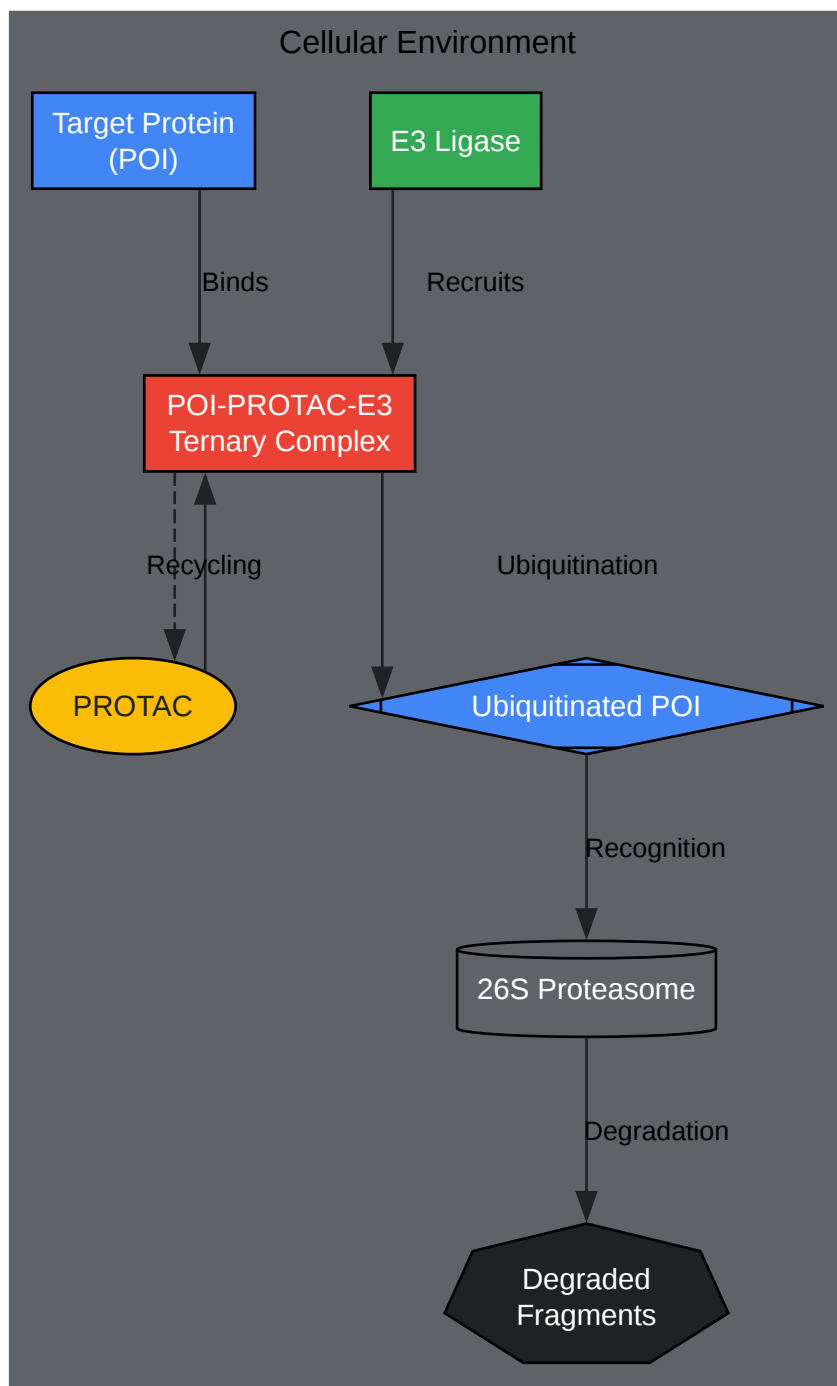 Cellular Environment
Target Protein
(POI)
E3 Ligase
Binds
Recruits
POI-PROTAC-E3
Ternary Complex
Recycling
Ubiquitination
PROTAC
Ubiquitinated POI
Recognition
26S Proteasome
Degradation
Degraded
Fragments